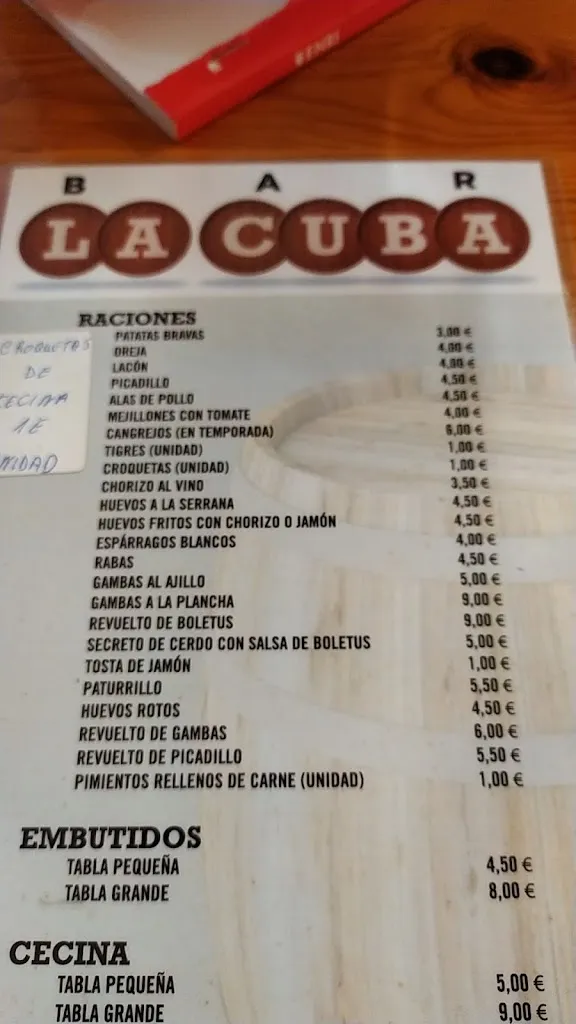 BAR
LA CUBA
RACIONES
PATATAS BRAVAS 3,00 €
OREJA 4,00 €
LACÓN 4,00 €
PICADILLO 4,50 €
ALAS DE POLLO 4,50 €
MEJILLONES CON TOMATE 4,00 €
CANGREJOS (EN TEMPORADA) 6,00 €
TIGRES (UNIDAD) 1,00 €
CROQUETAS (UNIDAD) 1,00 €
CHORIZO AL VINO 3,50 €
HUEVOS A LA SERRANA 4,50 €
HUEVOS FRITOS CON CHORIZO O JAMÓN 4,50 €
ESPÁRRAGOS BLANCOS 4,00 €
RABAS 4,50 €
GAMBAS AL AJILLO 5,00 €
GAMBAS A LA PLANCHA 9,00 €
REVUELTO DE BOLETUS 9,00 €
SECRETO DE CERDO CON SALSA DE BOLETUS 5,00 €
TOSTA DE JAMÓN 1,00 €
PATURRILLO 5,50 €
HUEVOS ROTOS 4,50 €
REVUELTO DE GAMBAS 6,00 €
REVUELTO DE PICADILLO 5,50 €
PIMIENTOS RELLENOS DE CARNE (UNIDAD) 1,00 €
CROQUETAS
DE
ECINA
1E
NIDAD
EMBUTIDOS
TABLA PEQUEÑA 4,50 €
TABLA GRANDE 8,00 €
CECINA
TABLA PEQUEÑA 5,00 €
TABLA GRANDE 9,00 €